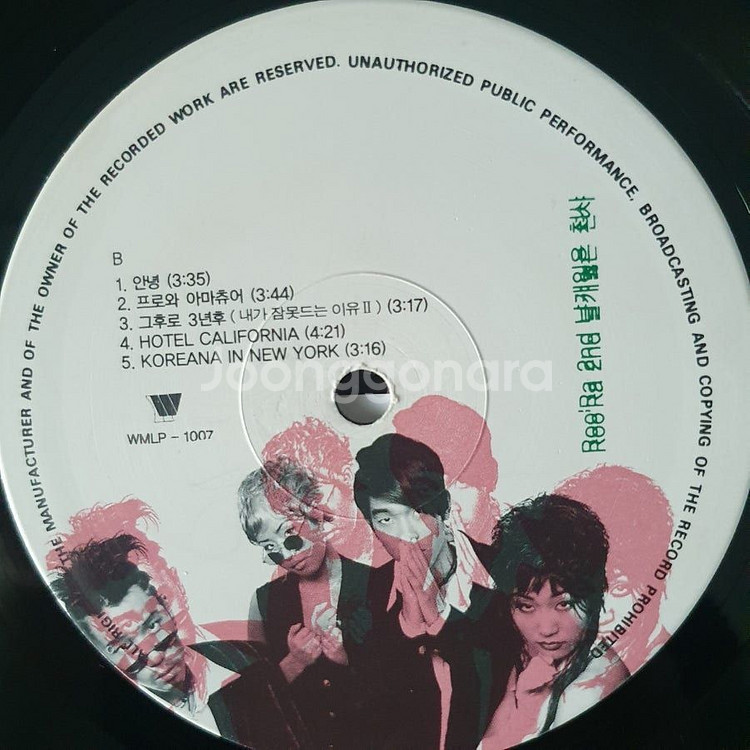 THE MANUFACTURER AND OF THE OWNER OF THE RECORDED WORK ARE RESERVED. UNAUTHORIZED PUBLIC PERFORMANCE, BROADCASTING AND COPYING OF THE RECORD PROHIBITED
B
1. 안녕 (3:35)
2. 프로와 아마츄어 (3:44)
3. 그후로 3년후 ( 내가 잠못드는 이유 II ) (3:17)
4. HOTEL CALIFORNIA (4:21)
5. KOREANA IN NEW YORK (3:16)
WMLP - 1007
Roo'Ra 2nd 날개잃은 천사
Joongonara